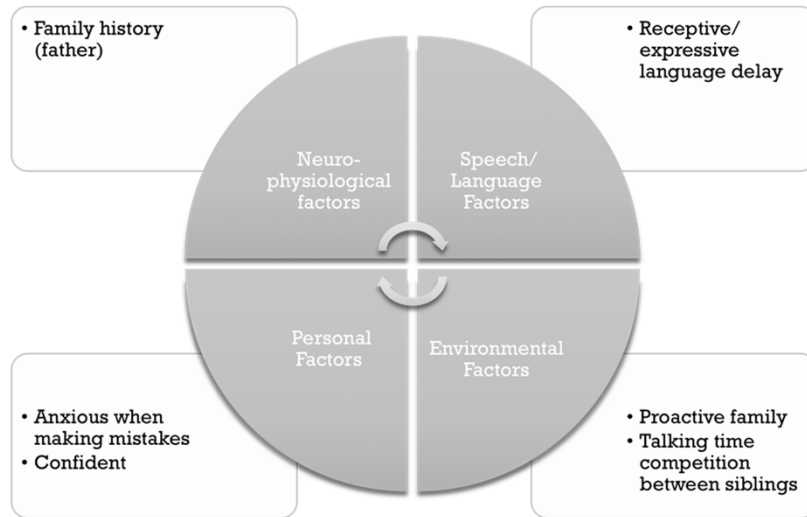 • Family history
(father)
• Receptive/
expressive
language delay
Neuro-
physiological
factors
Speech/
Language
Factors
Personal
Factors
Environmental
Factors
• Anxious when
making mistakes
• Confident
• Proactive family
• Talking time
competition
between siblings